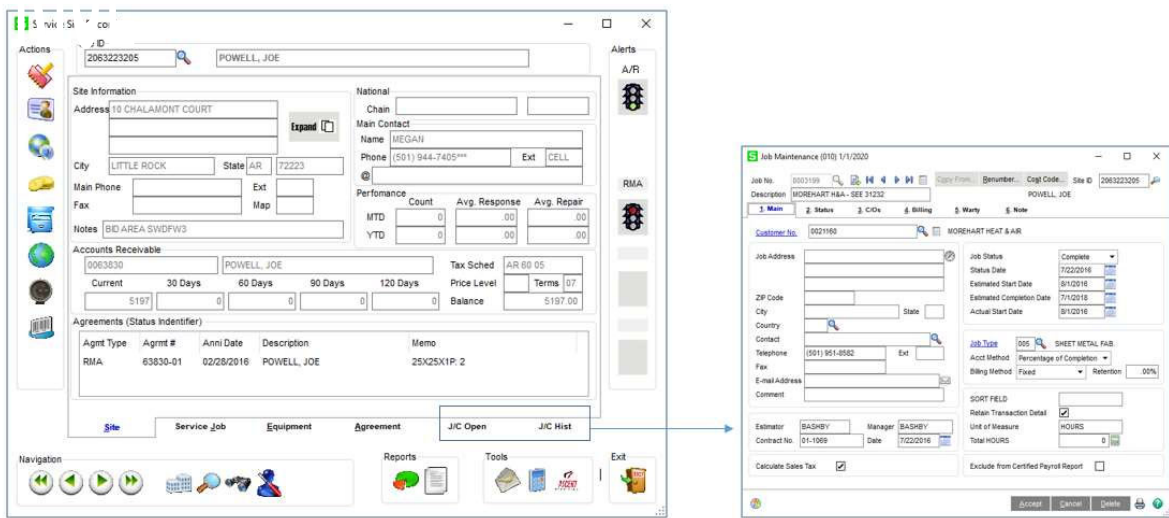 Actions
ID
Alerts
2063223205
POWELL, JOE
A/R
Site Information
Address 10 CHALAMONT COURT
Expand
City LITTLE ROCK State AR 72223
Main Phone Ext
Fax Map
Notes BID AREA SWDFW3
National
Chain
Main Contact
Name MEGAN
Phone (501) 944-7405*** Ext CELL
@
Perfomance
Count Avg. Response Avg. Repair
MTD 0 .00 .00
YTD 0 .00 .00
RMA
Accounts Receivable
0063830 POWELL, JOE Tax Sched AR 60 05
Current 30 Days 60 Days 90 Days 120 Days Price Level Terms 07
5197 0 0 0 0 Balance 5197.00
Agreements (Status Indentifier)
Agmt Type Agrmt # Anni Date Description Memo
RMA 63830-01 02/28/2016 POWELL, JOE 25X25X1P: 2
Site Service Job Equipment Agreement J/C Open J/C Hist
Navigation
Reports
Tools
Exit
Job Maintenance (010) 1/1/2020
Job No. 0003199 Copy From... Renumber... Cost Code... Site ID 2063223205
Description MOREHART H&A - SEE 31232 POWELL, JOE
1. Main 2. Status 3. C/Os 4. Billing 5. Warty 6. Note
Customer No. 0021160 MOREHART HEAT & AIR
Job Address
ZIP Code
City State
Country
Contact
Telephone (501) 951-8582 Ext
Fax
E-mail Address
Comment
Estimator BASHBY Manager BASHBY
Contract No. 01-1069 Date 7/22/2016
Calculate Sales Tax
Job Status Complete
Status Date 7/22/2016
Estimated Start Date 8/1/2016
Estimated Completion Date 7/1/2018
Actual Start Date 8/1/2016
Job Type 005 SHEET METAL FAB.
Acct Method Percentage of Completion
Billing Method Fixed Retention .00%
SORT FIELD
Retain Transaction Detail
Unit of Measure HOURS
Total HOURS 0
Exclude from Certified Payroll Report
Accept Cancel Delete